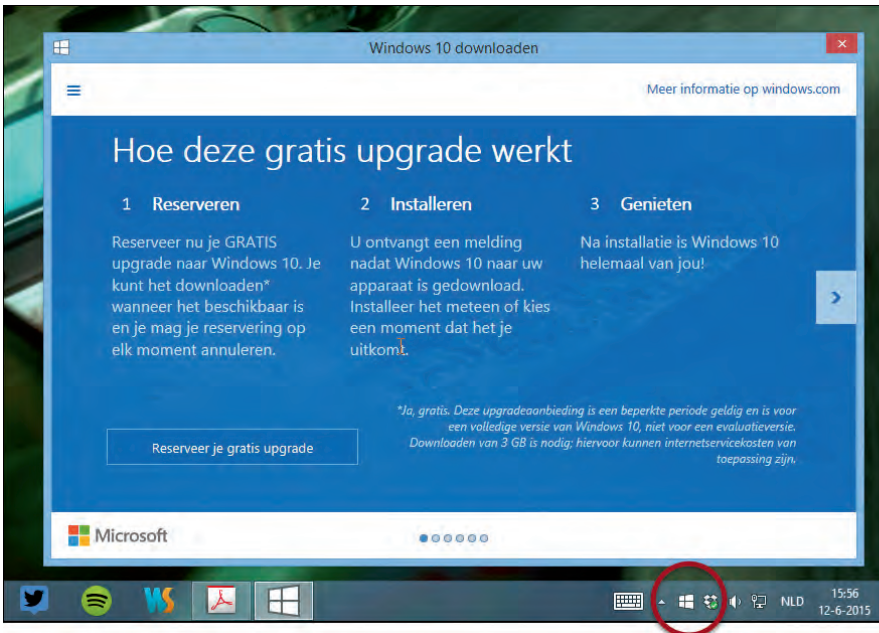 Windows 10 downloaden
Meer informatie op windows.com
Hoe deze gratis upgrade werkt
1 Reserveren
Reserveer nu je GRATIS
upgrade naar Windows 10. Je
kunt het downloaden*
wanneer het beschikbaar is
en je mag je reservering op
elk moment annuleren.
2 Installeren
U ontvangt een melding
nadat Windows 10 naar uw
apparaat is gedownload.
Installeer het meteen of kies
een moment dat het je
uitkomt.
3 Genieten
Na installatie is Windows 10
helemaal van jou!
Reserveer je gratis upgrade
*Ja, gratis. Deze upgradeaanbieding is een beperkte periode geldig en is voor
een volledige versie van Windows 10, niet voor een evaluatieversie.
Downloaden van 3 GB is nodig; hiervoor kunnen internetservicekosten van
toepassing zijn.
Microsoft
WS
NLD
15:56
12-6-2015